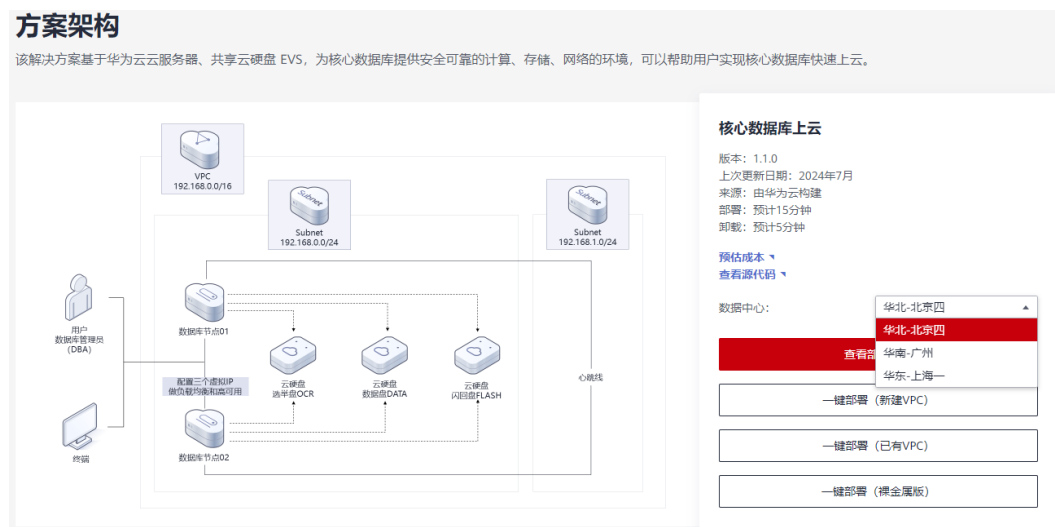 方案架构
该解决方案基于华为云云服务器、共享云硬盘 EVS，为核心数据库提供安全可靠的计算、存储、网络的环境，可以帮助用户实现核心数据库快速上云。
VPC
192.168.0.0/16
Subnet
Subnet
192.168.0.0/24
Subnet
Subnet
192.168.1.0/24
用户
数据库管理员
(DBA)
终端
数据库节点01
配置三个虚拟IP
做负载均衡和高可用
数据库节点02
云硬盘
选举盘OCR
云硬盘
数据盘DATA
云硬盘
闪回盘FLASH
心跳线
核心数据库上云
版本：1.1.0
上次更新日期：2024年7月
来源：由华为云构建
部署：预计15分钟
卸载：预计5分钟
预估成本
查看源代码
数据中心：
华北-北京四
华北-北京四
华南-广州
华东-上海一
查看部
一键部署（新建VPC）
一键部署（已有VPC）
一键部署（裸金属版）